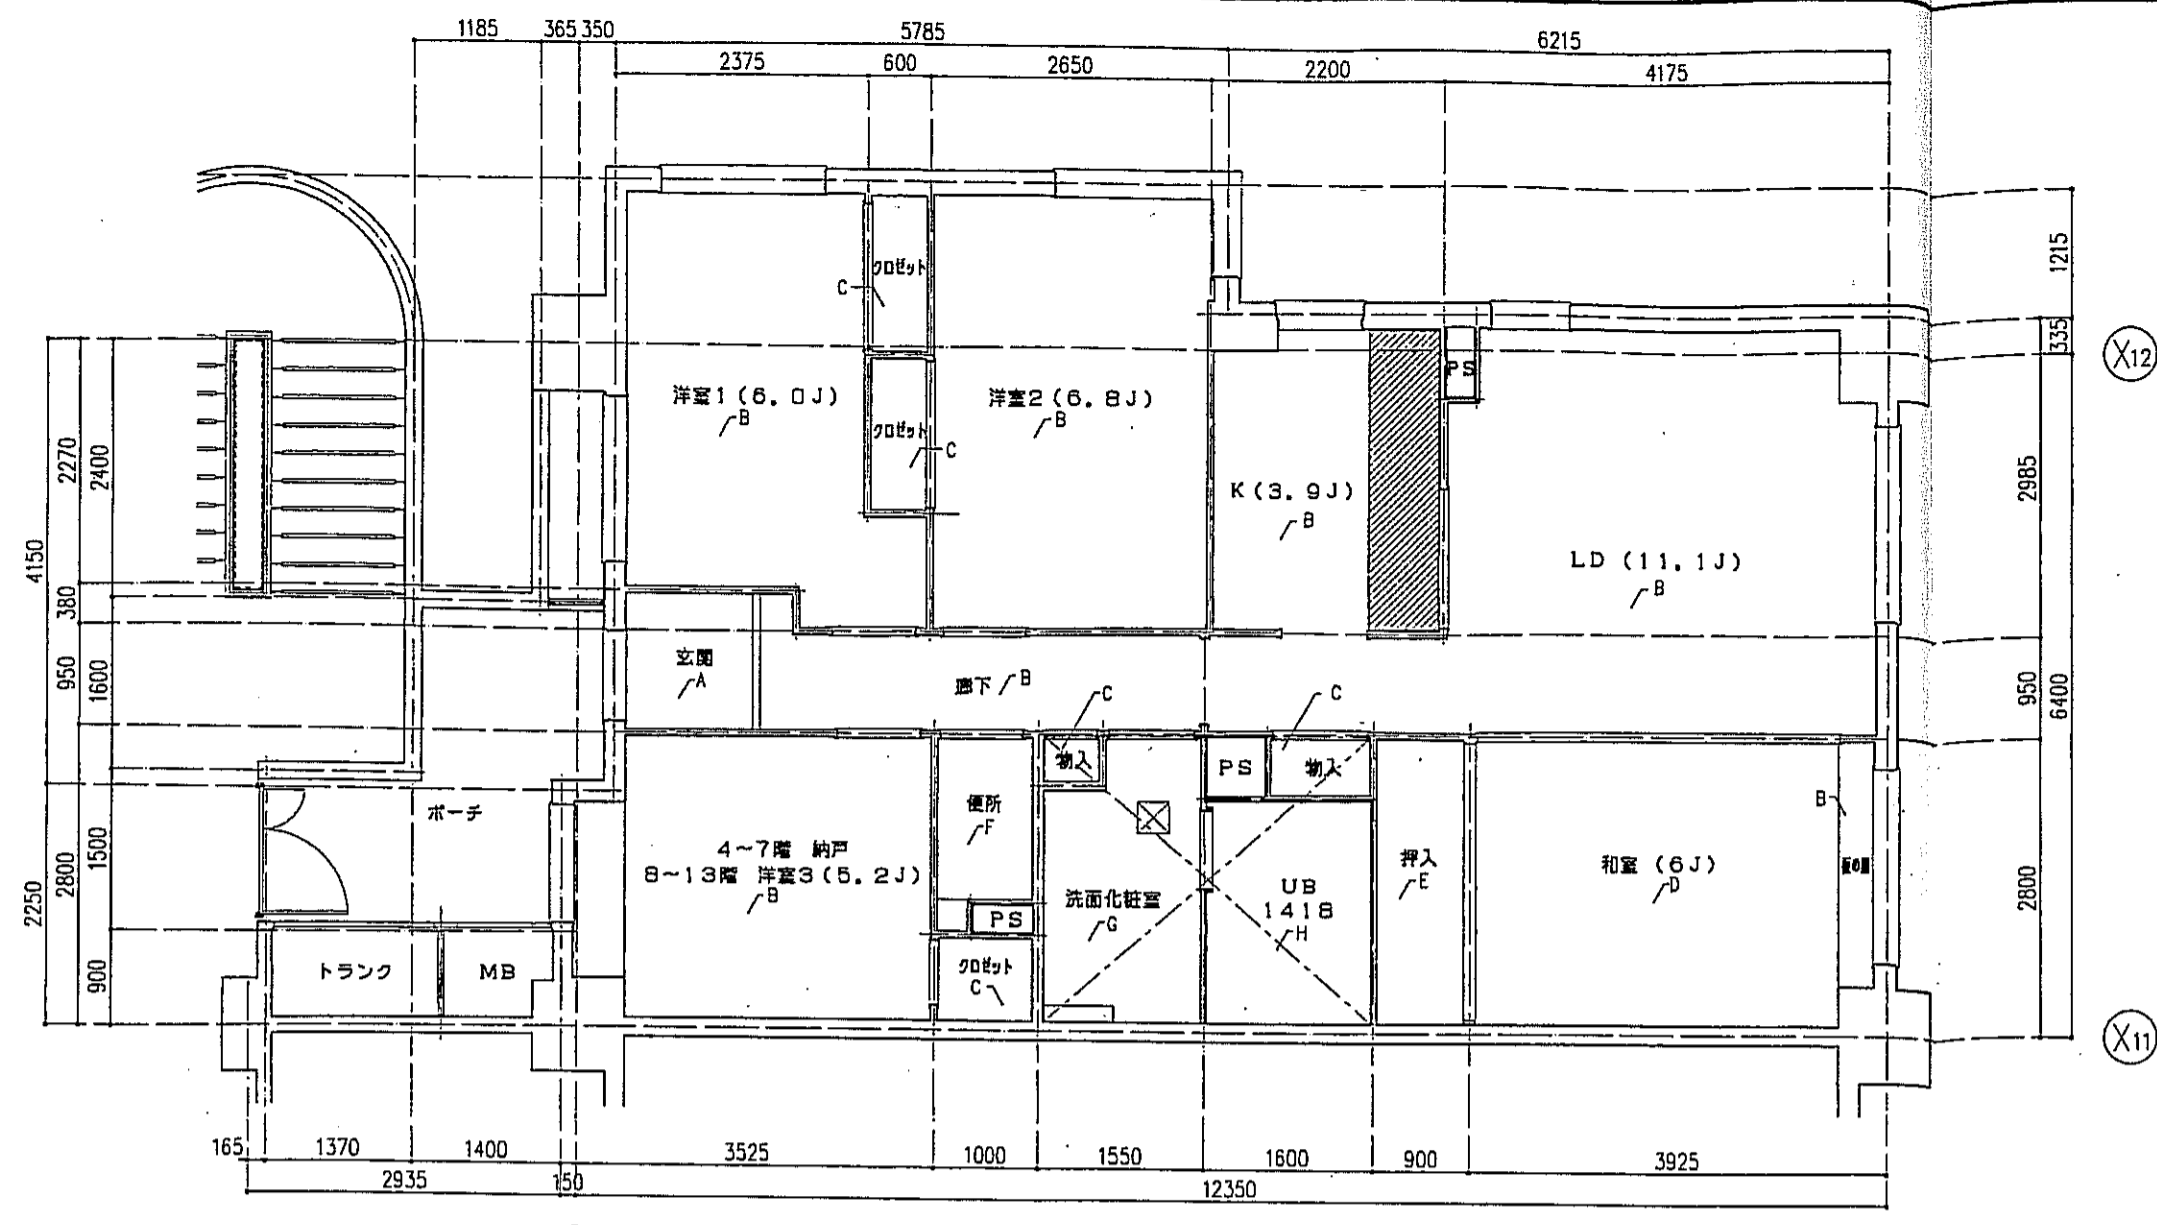 1185 365 350 5785 6215
2375 600 2650 2200 4175
1215
335
X12
クロゼット
C
PS
洋室1(6.0J)
B
洋室2(6.8J)
B
クロゼット
C
2270
2400
2985
K(3.9J)
B
4150
LD (11.1J)
B
380
玄関
A
廊下 B
C
C
950
1600
950
6400
物入
PS
物入
ポーチ
便所
F
B
4~7階 納戸
8~13階 洋室3(5.2J)
B
押入
E
和室 (6J)
D
1500
2800
2250
洗面化粧室
G
UB
1418
H
2800
PS
トランク
MB
クロゼット
C
900
X11
165 1370 1400 3525 1000 1550 1600 900 3925
2935 150 12350